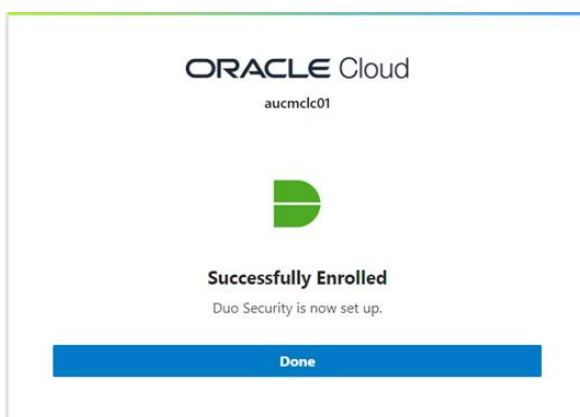 ORACLE Cloud
aucmclc01
Successfully Enrolled
Duo Security is now set up.
Done